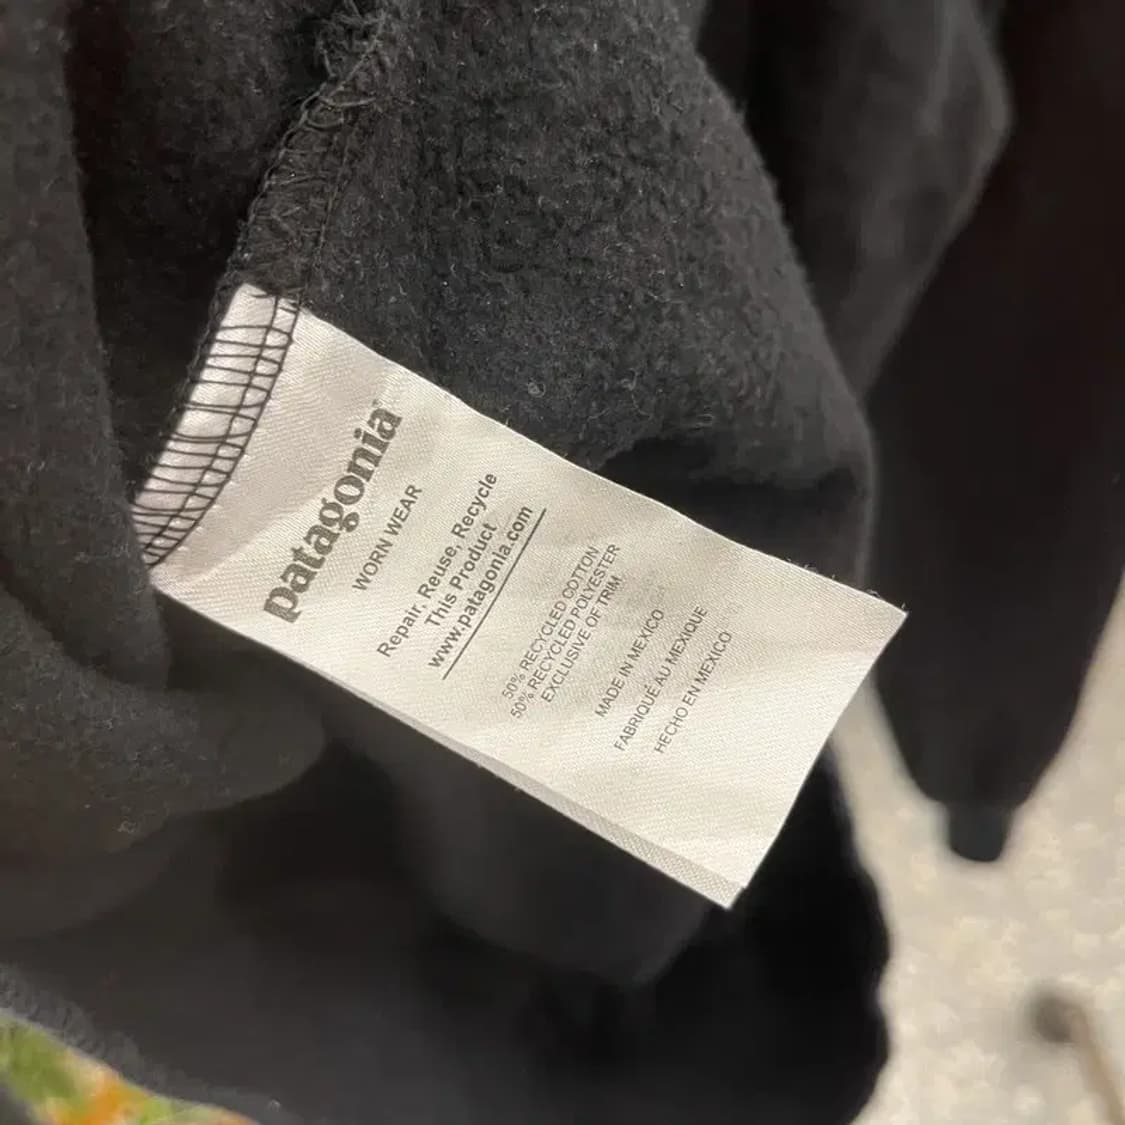 patagonia
WORN WEAR
Repair, Reuse, Recycle
This Product
www.patagonia.com
50% RECYCLED COTTON
50% RECYCLED POLYESTER
EXCLUSIVE OF TRIM
MADE IN MEXICO
FABRIQUÉ AU MEXIQUE
HECHO EN MEXICO